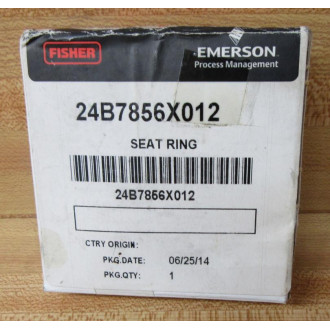 FISHER
EMERSON
Process Management
24B7856X012
SEAT RING
24B7856X012
CTRY ORIGIN:
PKG.DATE: 06/25/14
PKG.QTY: 1